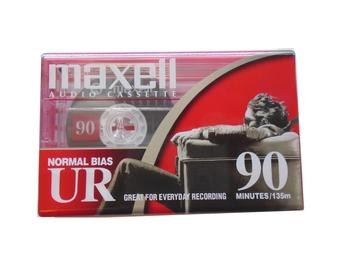 maxell
AUDIO CASSETTE
90
NORMAL BIAS
UR
GREAT FOR EVERYDAY RECORDING
90
MINUTES/135m